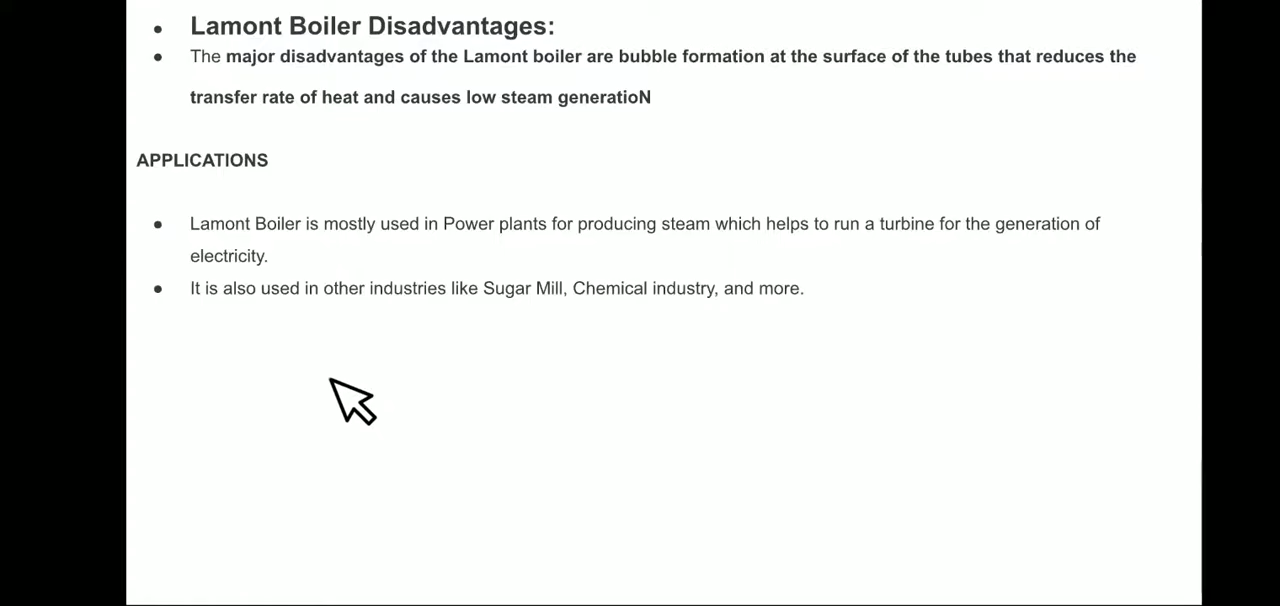 Lamont Boiler Disadvantages:
The major disadvantages of the Lamont boiler are bubble formation at the surface of the tubes that reduces the
transfer rate of heat and causes low steam generatioN
APPLICATIONS
Lamont Boiler is mostly used in Power plants for producing steam which helps to run a turbine for the generation of
electricity.
It is also used in other industries like Sugar Mill, Chemical industry, and more.